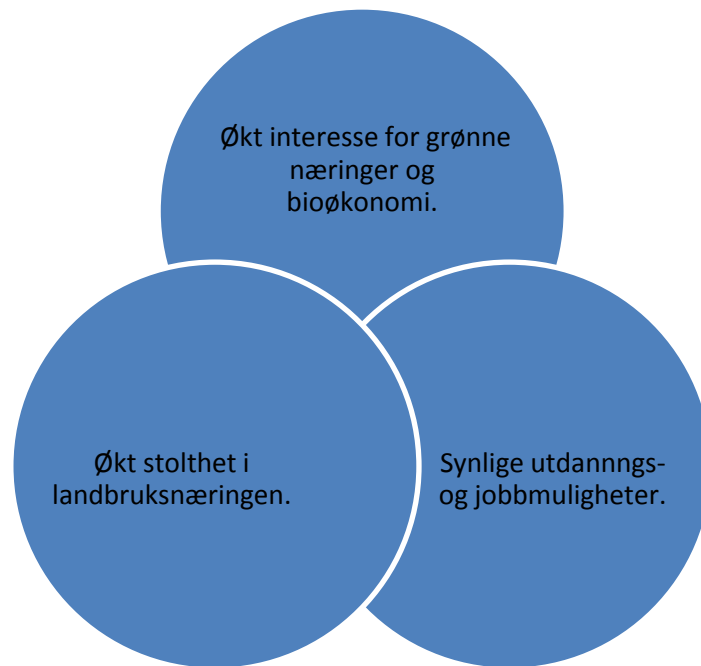 Økt interesse for grønne
næringer og
bioøkonomi.
Økt stolthet i
landbruksnæringen.
Synlige utdannngs-
og jobbmuligheter.